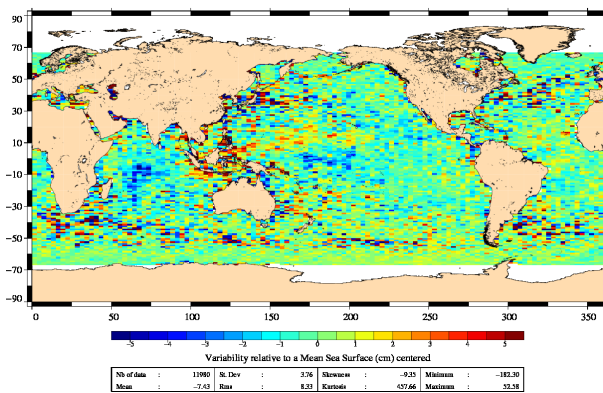 90
70
50
30
10
−10
−30
−50
−70
−90
0 50 100 150 200 250 300 350
−5 −4 −3 −2 −1 0 1 2 3 4 5
Variability relative to a Mean Sea Surface (cm) centered
Nb of data : 11980 St. Dev 3.76 Skewness : −9.35 Minimum : −182.30
Mean : −7.43 Rms : 8.33 Kurtosis : 457.66 Maximum : 52.58